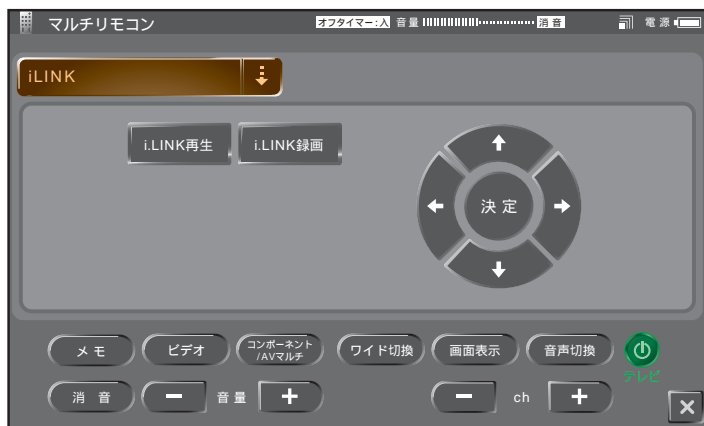 マルチリモコン オフタイマー:入 音量 消音 電源
iLINK
i.LINK再生 i.LINK録画
決定
メモ ビデオ コンポーネント
/AVマルチ ワイド切換 画面表示 音声切換
テレビ
消音 音量 ch